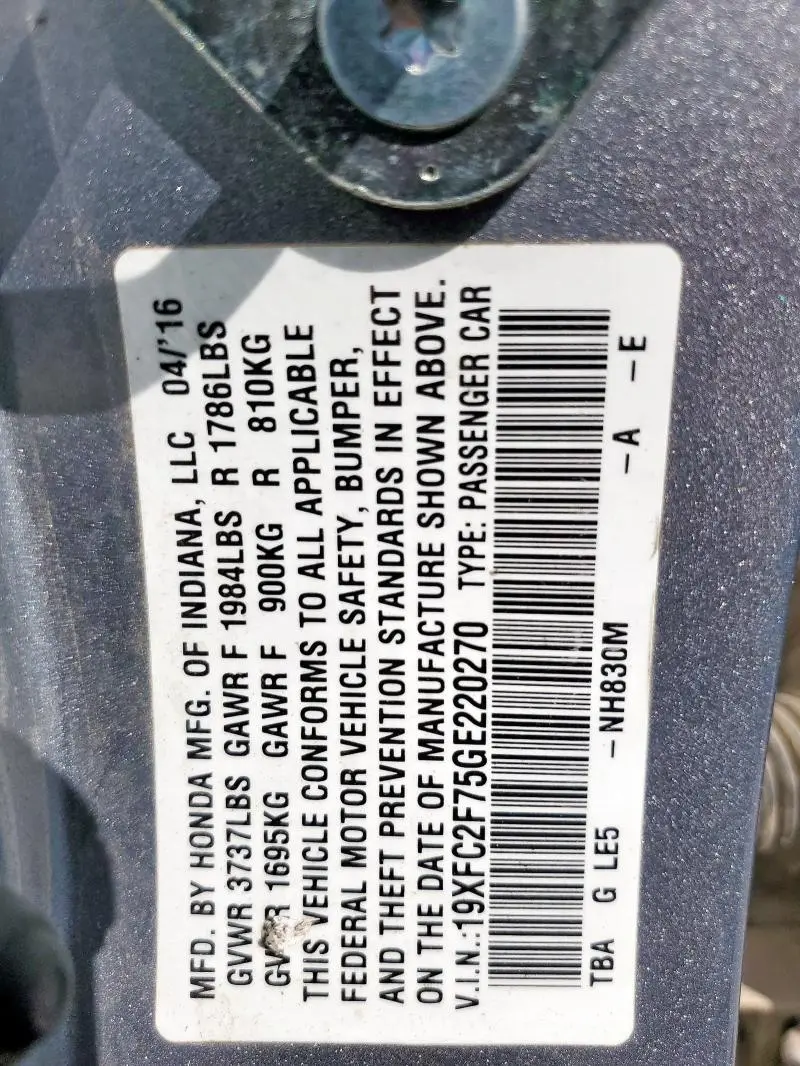 MFD. BY HONDA MFG. OF INDIANA, LLC 04/'16
GVWR 3737LBS GAWR F 1984LBS R 1786LBS
1695KG GAWR F 900KG R 810KG
THIS VEHICLE CONFORMS TO ALL APPLICABLE
FEDERAL MOTOR VEHICLE SAFETY, BUMPER,
AND THEFT PREVENTION STANDARDS IN EFFECT
ON THE DATE OF MANUFACTURE SHOWN ABOVE.
V.I.N.:19XFC2F75GE220270 TYPE: PASSENGER CAR
TBA G LE5 -NH830M -A -E